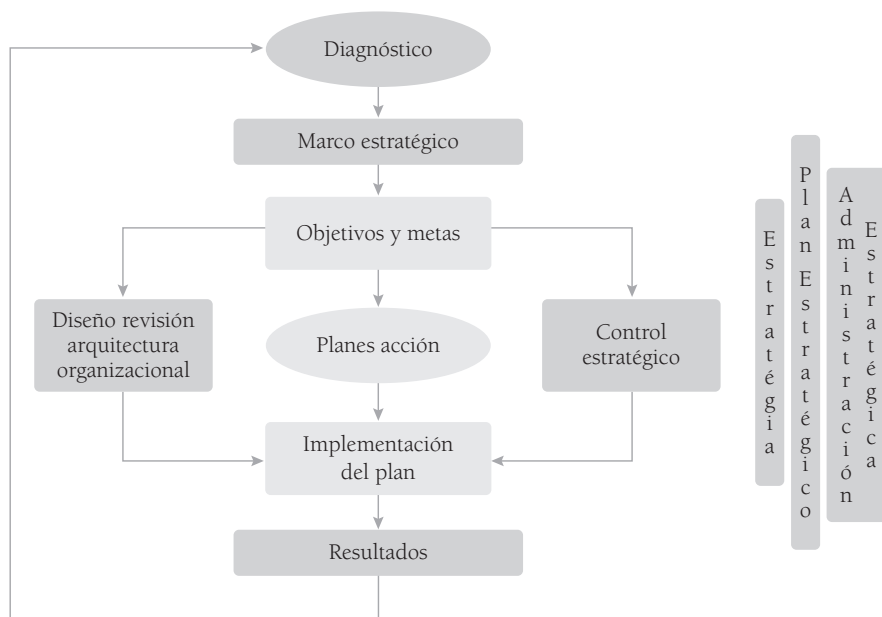 Diagnóstico
Marco estratégico
Objetivos y metas
Diseño revisión
arquitectura
organizacional
Planes acción
Control
estratégico
Implementación
del plan
Resultados
Estratégia
Plan Estratégico
Administración
Estratégica